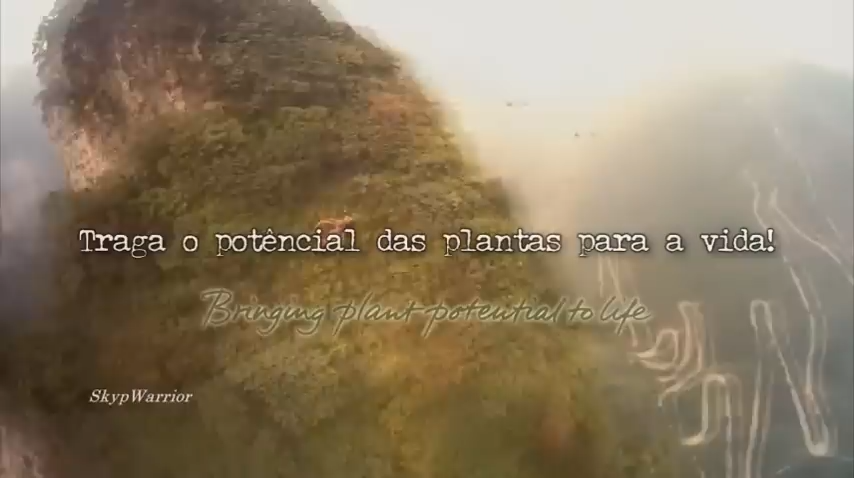 Traga o potêncial das plantas para a vida!
Bringing plant potential to life
SkypWarrior